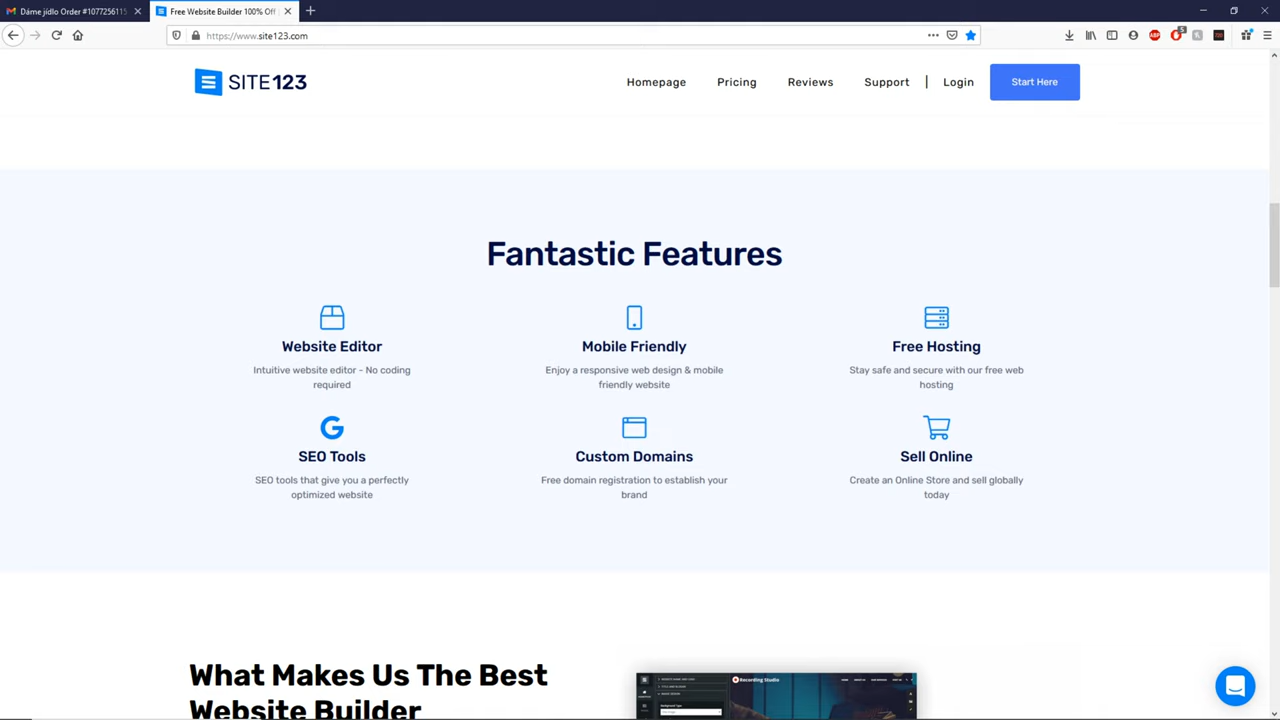 Dáme jídlo Order #1077256115
Free Website Builder 100% Off
https://www.site123.com
SITE123
Homepage
Pricing
Reviews
Support
Login
Start Here
Fantastic Features
Website Editor
Intuitive website editor - No coding
required
Mobile Friendly
Enjoy a responsive web design & mobile
friendly website
Free Hosting
Stay safe and secure with our free web
hosting
SEO Tools
SEO tools that give you a perfectly
optimized website
Custom Domains
Free domain registration to establish your
brand
Sell Online
Create an Online Store and sell globally
today
What Makes Us The Best
Website Builder
Recording Studio